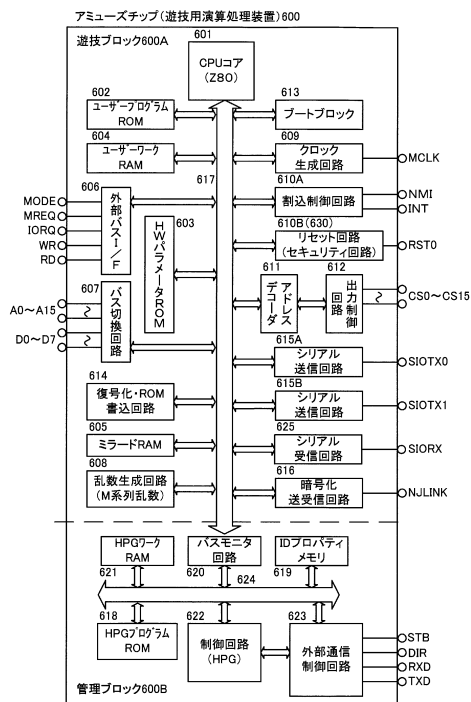 アミューズチップ(遊技用演算処理装置)600
遊技ブロック600A
601
CPUコア
(Z80)
602
ユーザープログラム
ROM
613
ブートブロック
604
ユーザーワーク
RAM
609
クロック
生成回路
MCLK
617
606
外部バスI/F
MODE
MREQ
IORQ
WR
RD
603
HWパラメータROM
610A
割込制御回路
NMI
INT
610B(630)
リセット回路
(セキュリティ回路)
RST0
607
バス切換回路
A0~A15
D0~D7
611
アドレスデコーダ
612
出力制御回路
CS0~CS15
615A
シリアル
送信回路
SIOTX0
614
復号化・ROM
書込回路
615B
シリアル
送信回路
SIOTX1
605
ミラードRAM
625
シリアル
受信回路
SIORX
608
乱数生成回路
(M系列乱数)
616
暗号化
送受信回路
NJLINK
HPGワーク
RAM
621
バスモニタ
回路
620
IDプロパティ
メモリ
619
624
618
HPGプログラム
ROM
622
制御回路
(HPG)
623
外部通信
制御回路
STB
DIR
RXD
TXD
管理ブロック600B